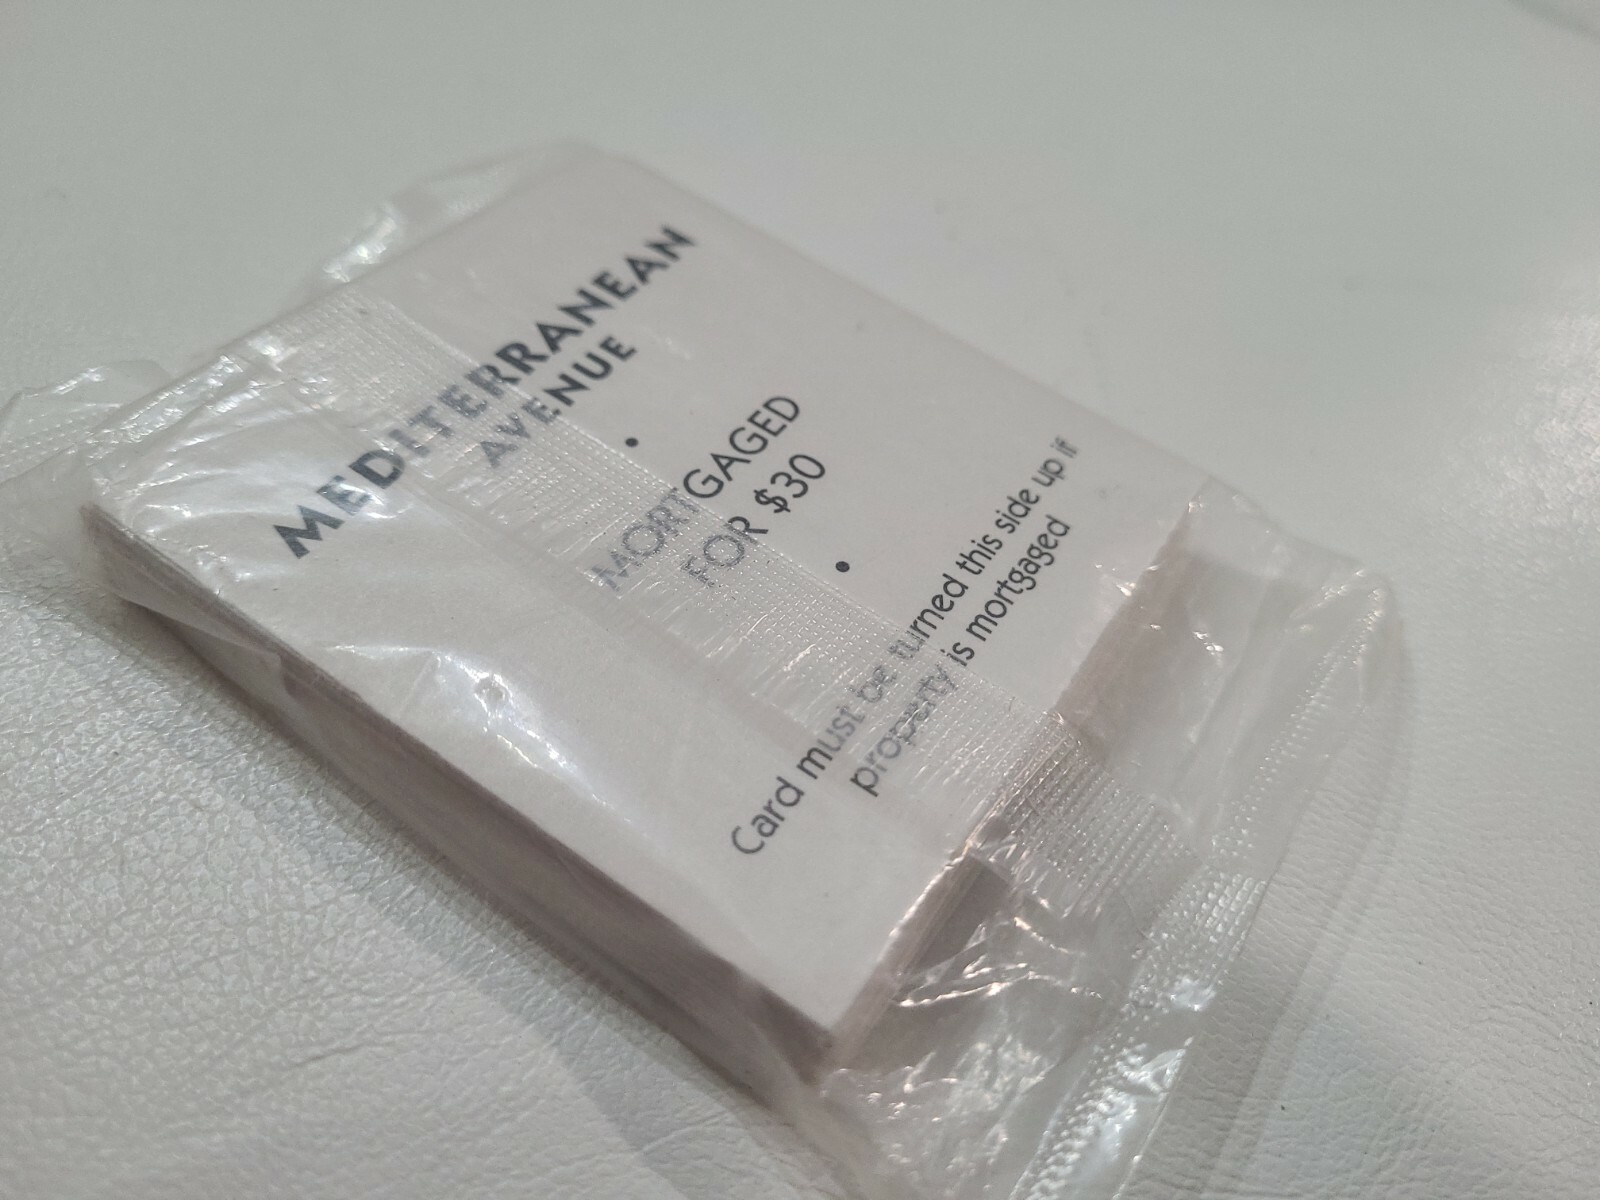 MEDITERRANEAN
AVENUE
•
MORTGAGED
FOR $30
•
Card must be turned this side up if
property is mortgaged